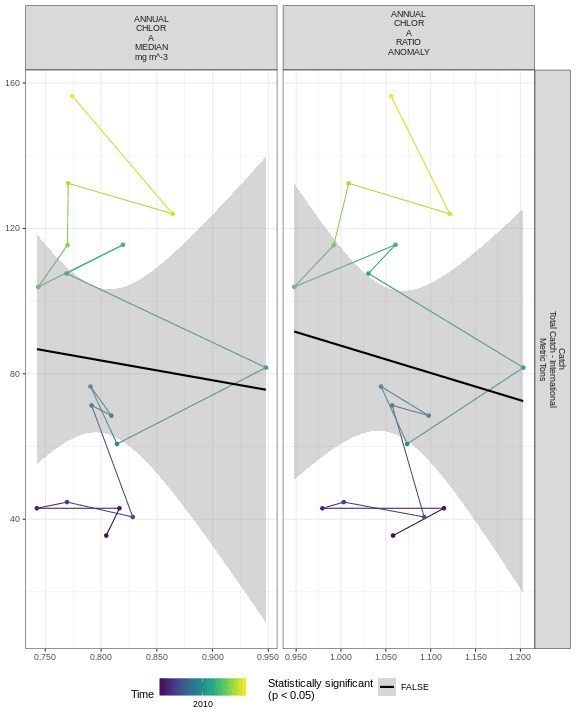 ANNUAL
CHLOR
A
MEDIAN
mg m^-3
ANNUAL
CHLOR
A
RATIO
ANOMALY
160
120
80
40
Catch
Total Catch - International
Metric Tons
0.750
0.800
0.850
0.900
0.950
0.950
1.000
1.050
1.100
1.150
1.200
Time
2010
Statistically significant
(p < 0.05)
FALSE